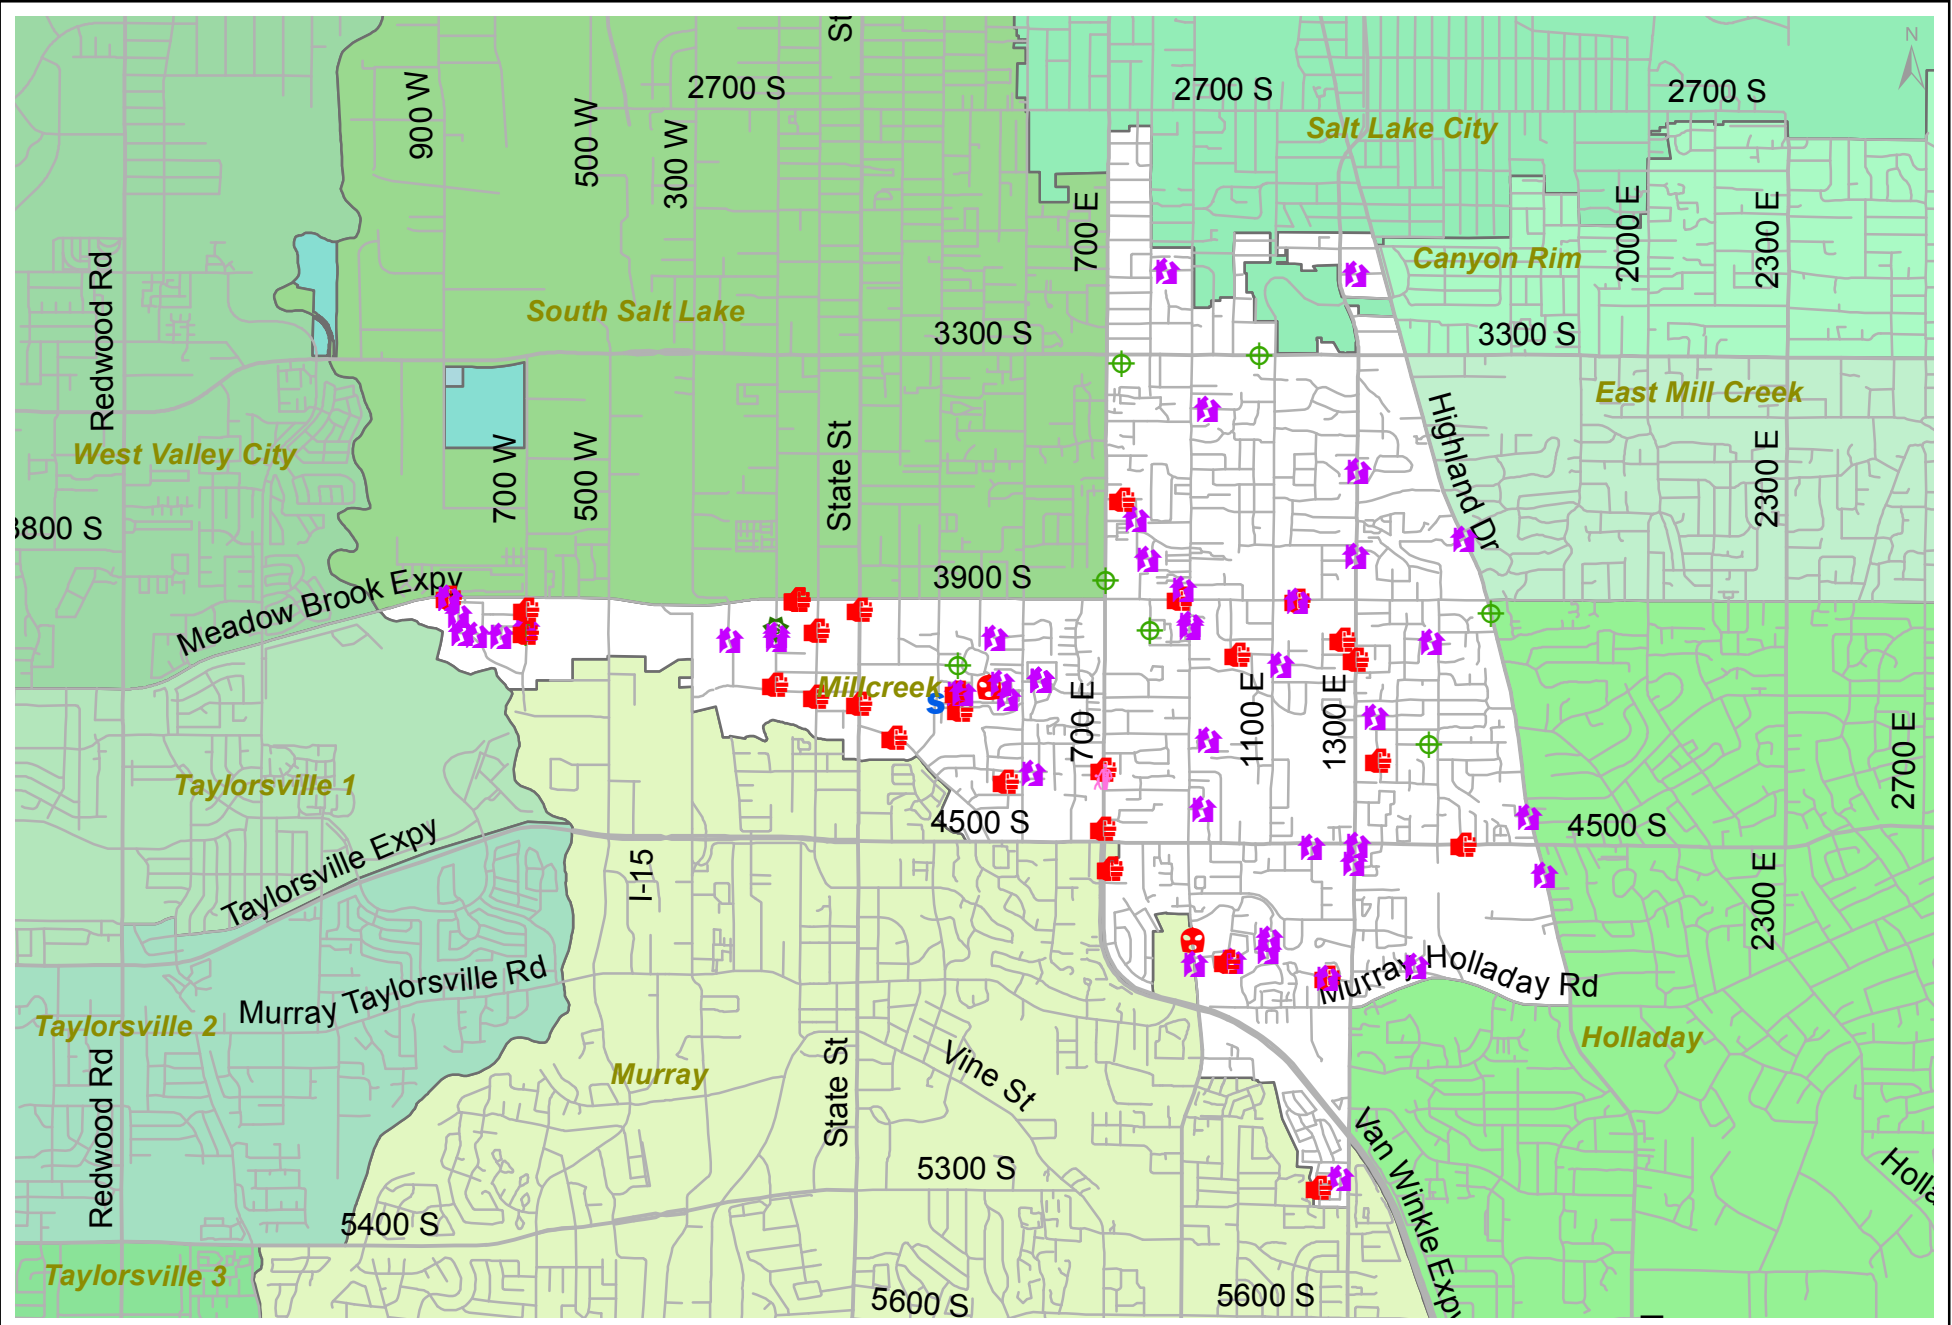 N
St
2700 S
2700 S
2700 S
900 W
500 W
300 W
Salt Lake City
700 E
2000 E
2300 E
Canyon Rim
Redwood Rd
South Salt Lake
3300 S
3300 S
East Mill Creek
Highland Dr
West Valley City
700 W
500 W
State St
2300 E
3800 S
3900 S
Meadow Brook Expy
Millcreek
S
700 E
1100 E
1300 E
2700 E
Taylorsville 1
4500 S
4500 S
Taylorsville Expy
I-15
2300 E
Murray Taylorsville Rd
Murray Holladay Rd
Taylorsville 2
Holladay
Redwood Rd
Murray
State St
Vine St
Van Winkle Expy
5300 S
Holla
5400 S
Taylorsville 3
5600 S
5600 S